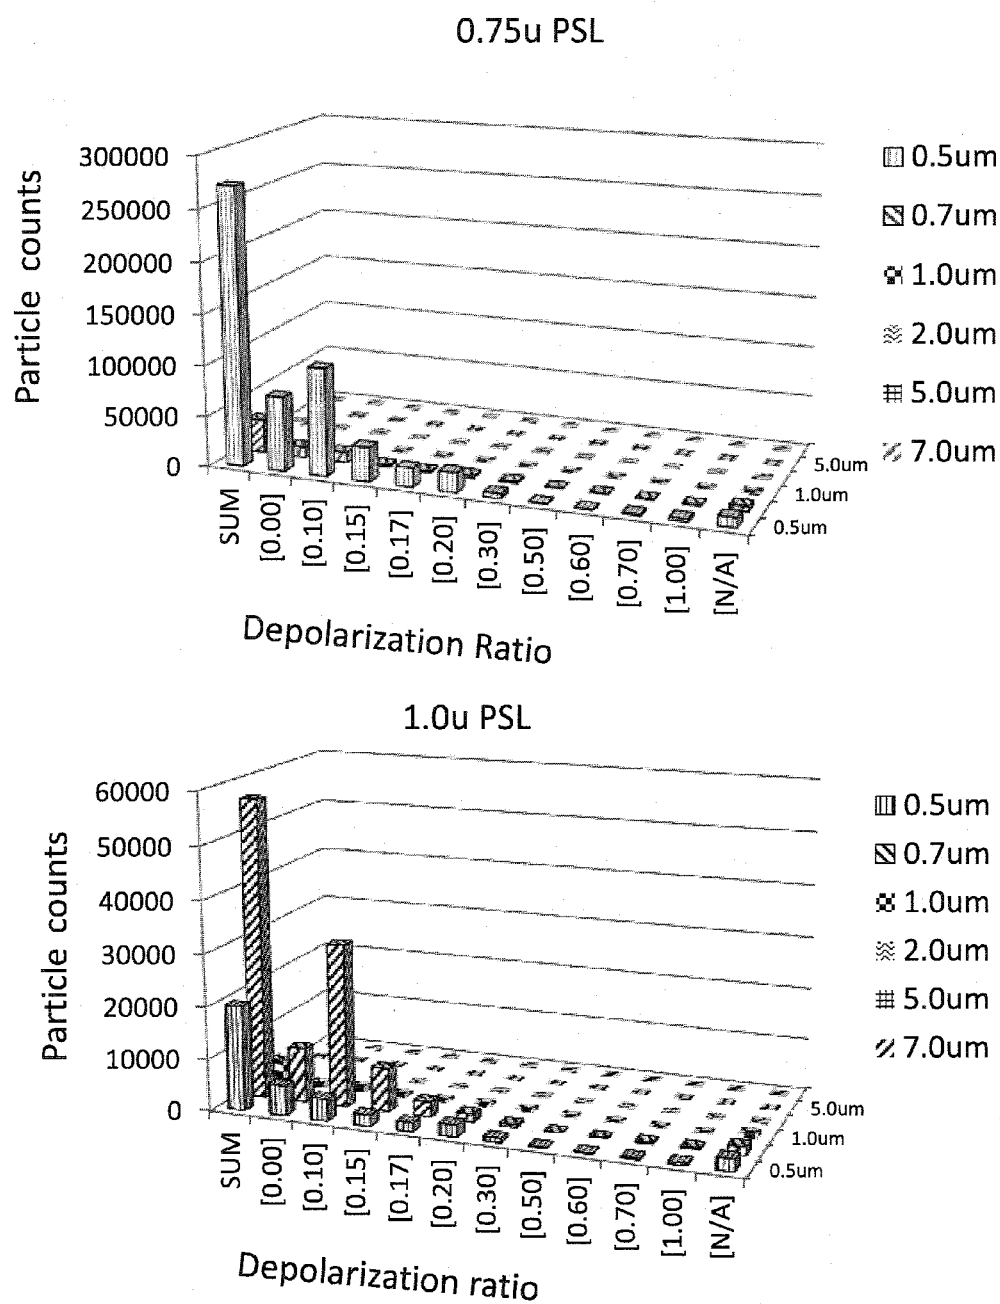 0.75u PSL
300000
250000
200000
150000
100000
50000
0
Particle counts
SUM
[0.00]
[0.10]
[0.15]
[0.17]
[0.20]
[0.30]
[0.50]
[0.60]
[0.70]
[1.00]
[N/A]
5.0um
1.0um
0.5um
Depolarization Ratio
0.5um
0.7um
1.0um
2.0um
5.0um
7.0um
1.0u PSL
60000
50000
40000
30000
20000
10000
0
Particle counts
SUM
[0.00]
[0.10]
[0.15]
[0.17]
[0.20]
[0.30]
[0.50]
[0.60]
[0.70]
[1.00]
[N/A]
5.0um
1.0um
0.5um
Depolarization ratio
0.5um
0.7um
1.0um
2.0um
5.0um
7.0um